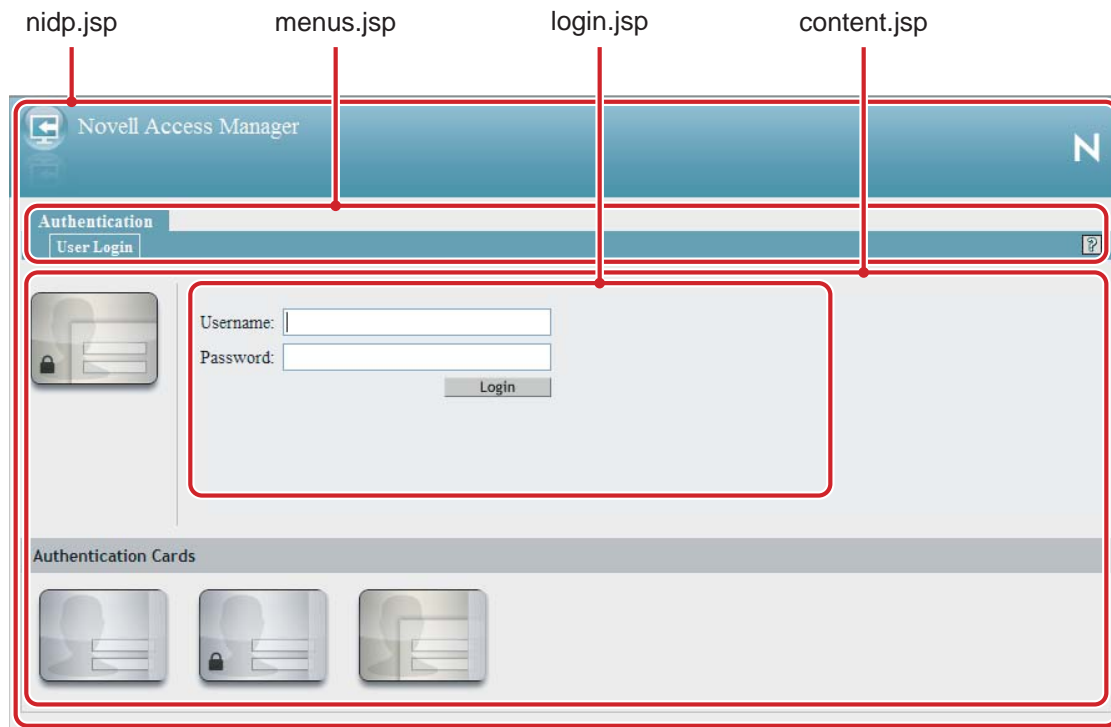 nidp.jsp menus.jsp login.jsp content.jsp
Novell Access Manager
N
Authentication
User Login
?
Username:
Password:
Login
Authentication Cards